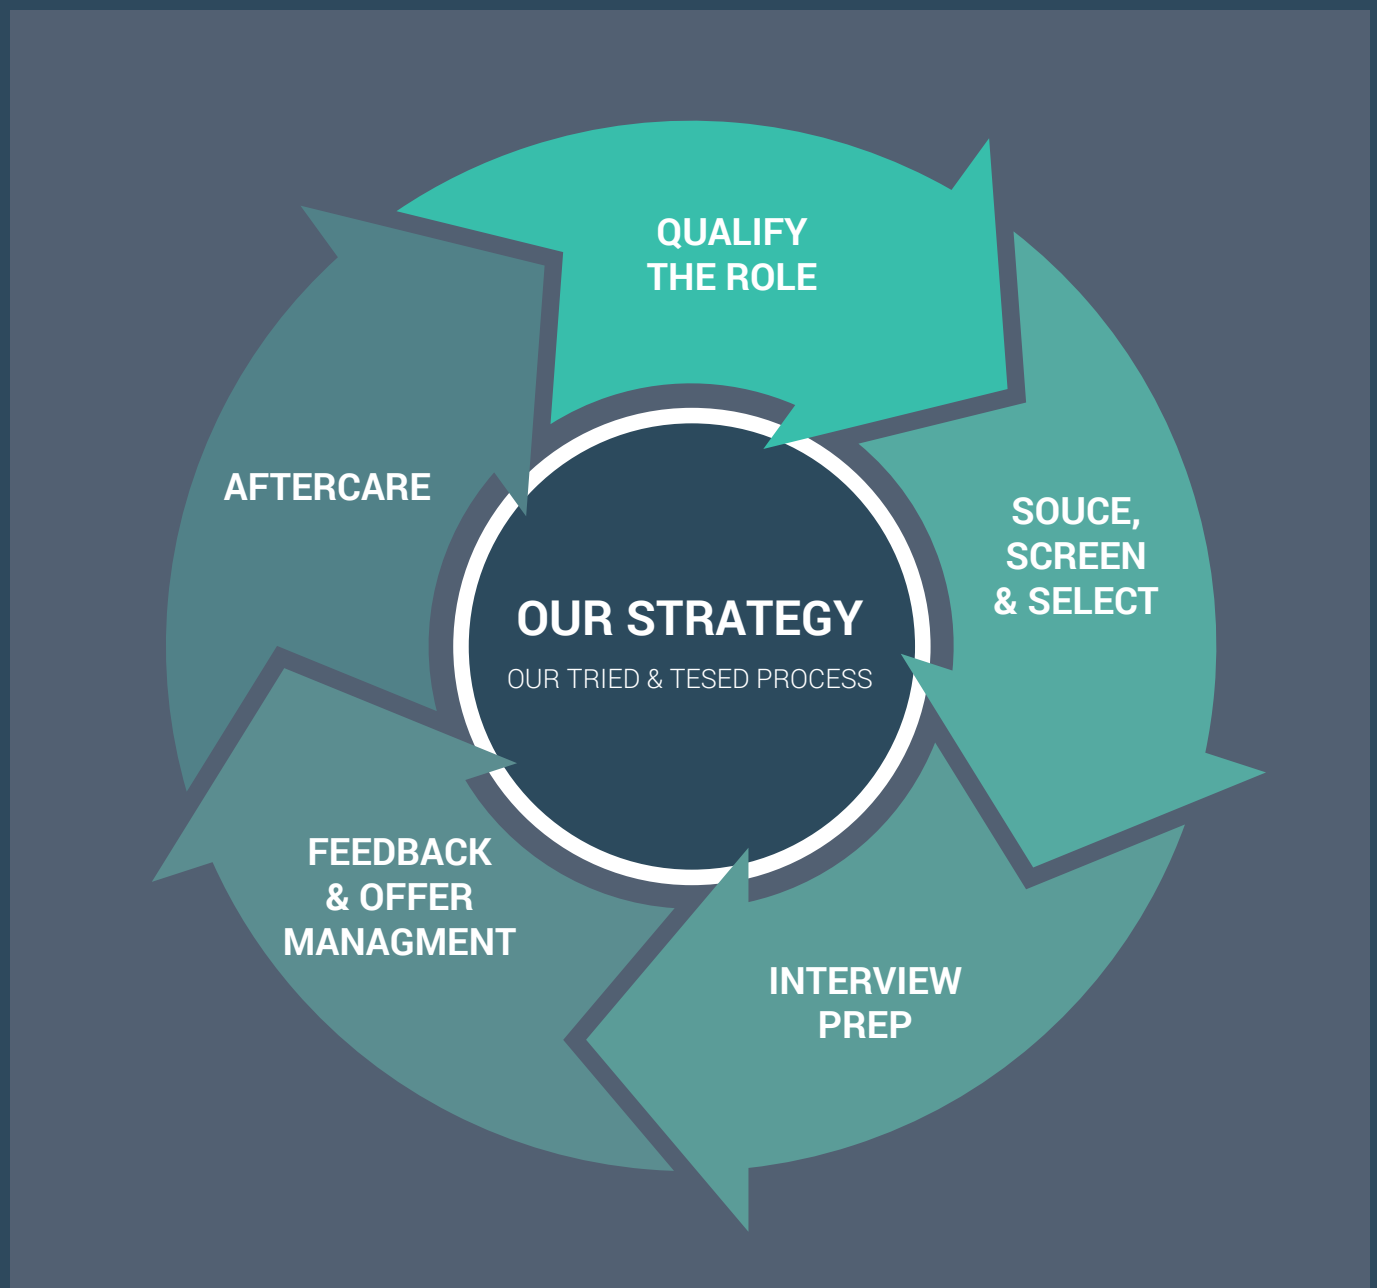 QUALIFY
THE ROLE
SOUCE,
SCREEN
& SELECT
INTERVIEW
PREP
FEEDBACK
& OFFER
MANAGMENT
AFTERCARE
OUR STRATEGY
OUR TRIED & TESED PROCESS